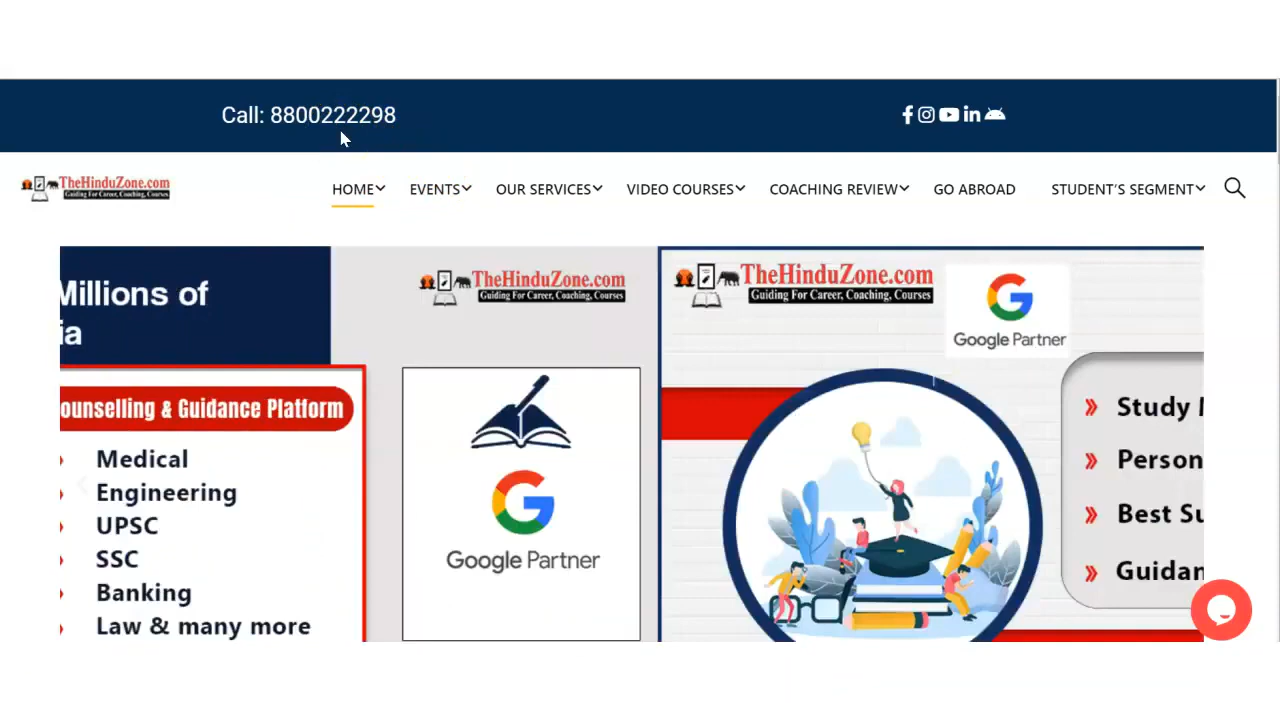 Call: 8800222298
TheHinduZone.com
Guiding For Career, Coaching, Courses
HOME
EVENTS
OUR SERVICES
VIDEO COURSES
COACHING REVIEW
GO ABROAD
STUDENT'S SEGMENT
Millions of
ia
ounselling & Guidance Platform
Medical
Engineering
UPSC
SSC
Banking
Law & many more
TheHinduZone.com
Guiding For Career, Coaching, Courses
Google Partner
TheHinduZone.com
Guiding For Career, Coaching, Courses
Google Partner
Study
Person
Best Su
Guidan